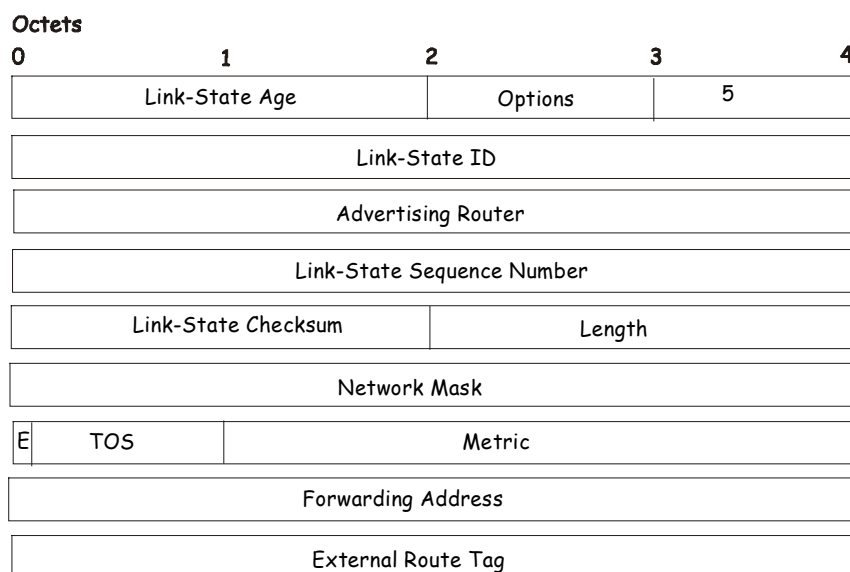 Octets
0 1 2 3 4
Link-State Age Options 5
Link-State ID
Advertising Router
Link-State Sequence Number
Link-State Checksum Length
Network Mask
E TOS Metric
Forwarding Address
External Route Tag